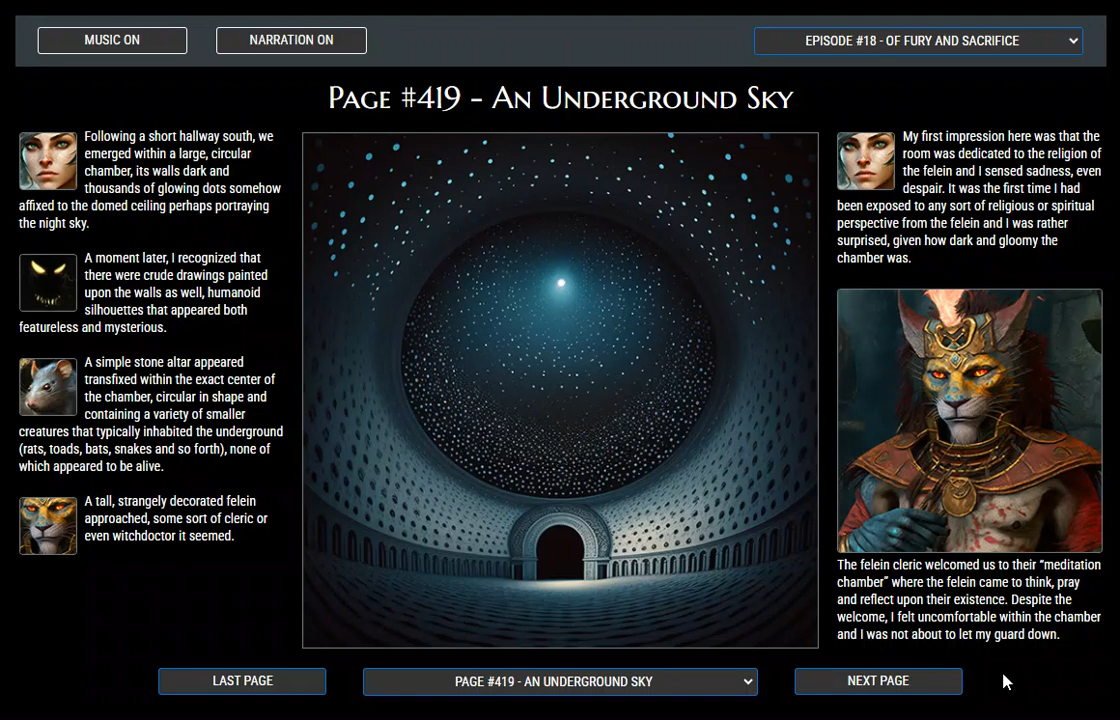 MUSIC ON
NARRATION ON
EPISODE #18 - OF FURY AND SACRIFICE
Page #419 - An Underground Sky
Following a short hallway south, we
emerged within a large, circular
chamber, its walls dark and
thousands of glowing dots somehow
affixed to the domed ceiling perhaps portraying
the night sky.
A moment later, I recognized that
there were crude drawings painted
upon the walls as well, humanoid
silhouettes that appeared both
featureless and mysterious.
A simple stone altar appeared
transfixed within the exact center of
the chamber, circular in shape and
containing a variety of smaller
creatures that typically inhabited the underground
(rats, toads, bats, snakes and so forth), none of
which appeared to be alive.
A tall, strangely decorated felein
approached, some sort of cleric or
even witchdoctor it seemed.
My first impression here was that the
room was dedicated to the religion of
the felein and I sensed sadness, even
despair. It was the first time I had
been exposed to any sort of religious or spiritual
perspective from the felein and I was rather
surprised, given how dark and gloomy the
chamber was.
The felein cleric welcomed us to their “meditation
chamber” where the felein came to think, pray
and reflect upon their existence. Despite the
welcome, I felt uncomfortable within the chamber
and I was not about to let my guard down.
LAST PAGE
PAGE #419 - AN UNDERGROUND SKY
NEXT PAGE